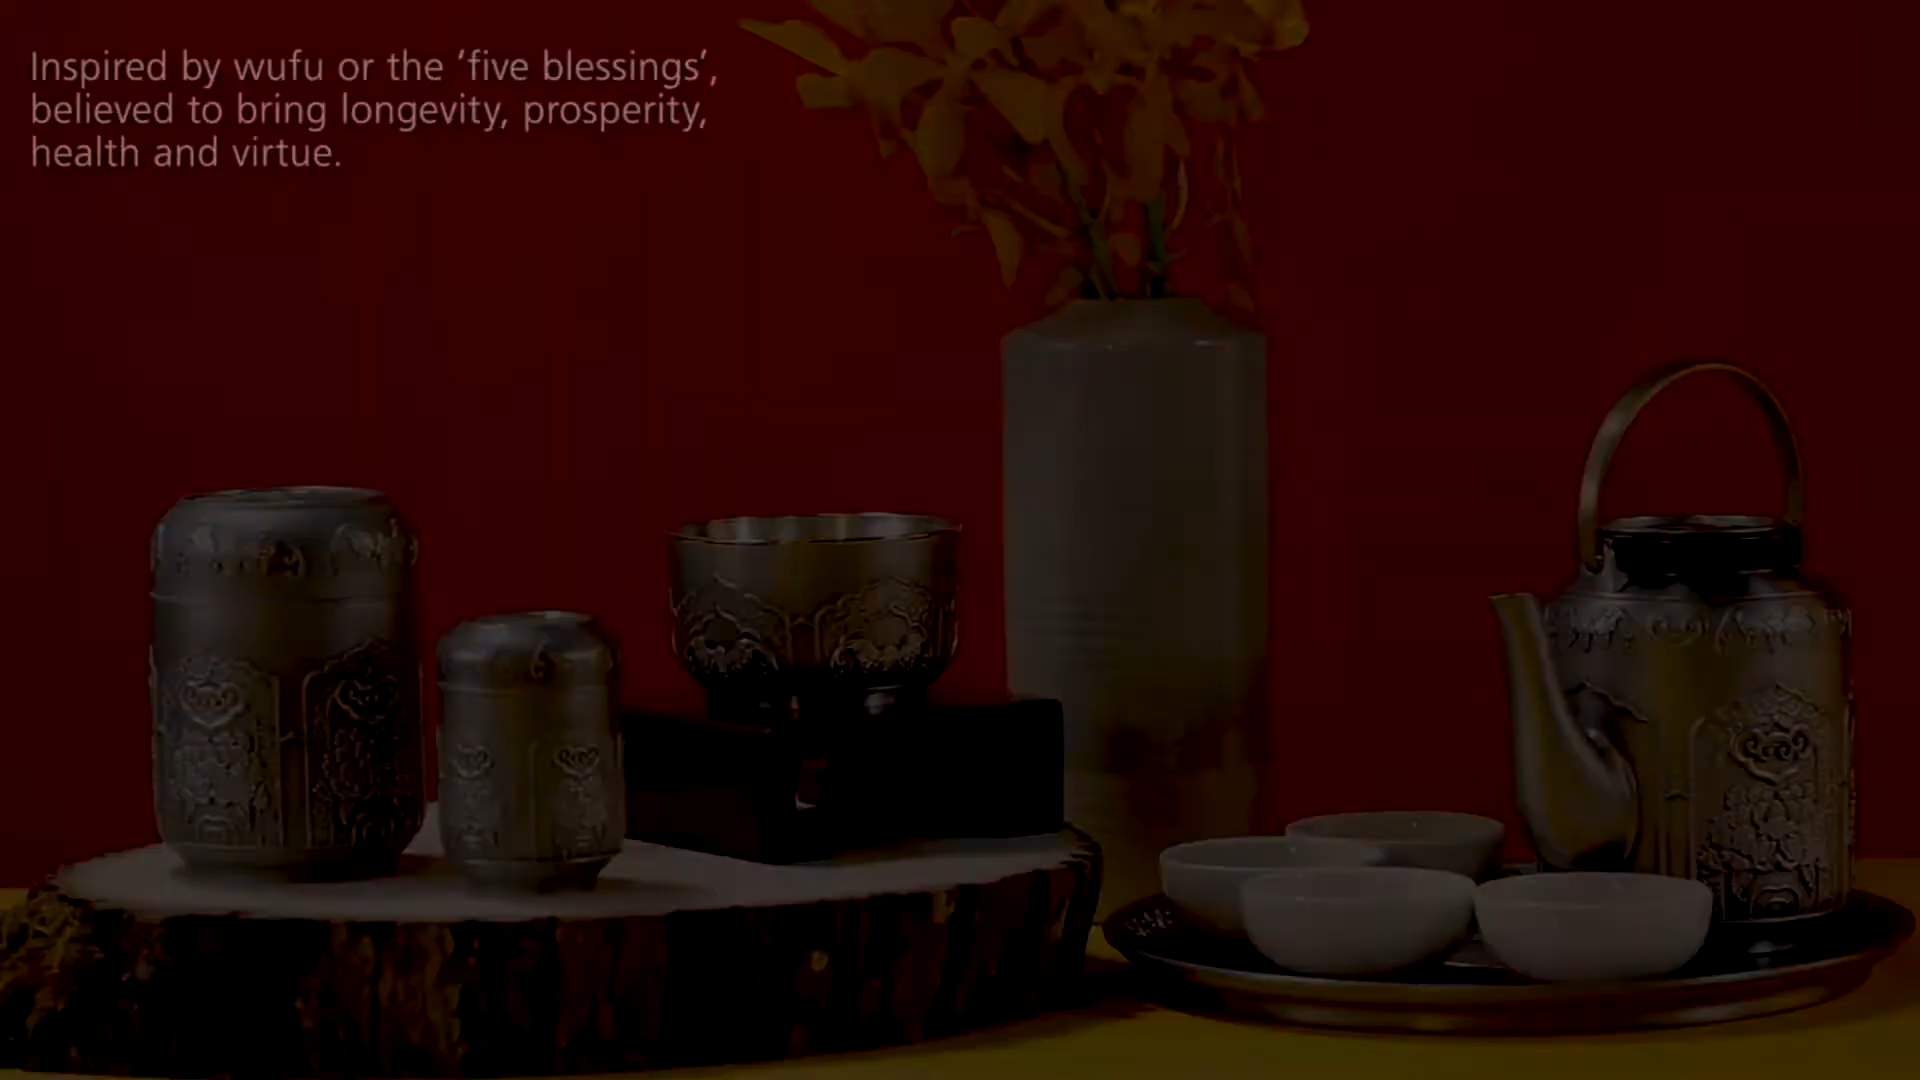 Inspired by wufu or the ‘five blessings’,
believed to bring longevity, prosperity,
health and virtue.